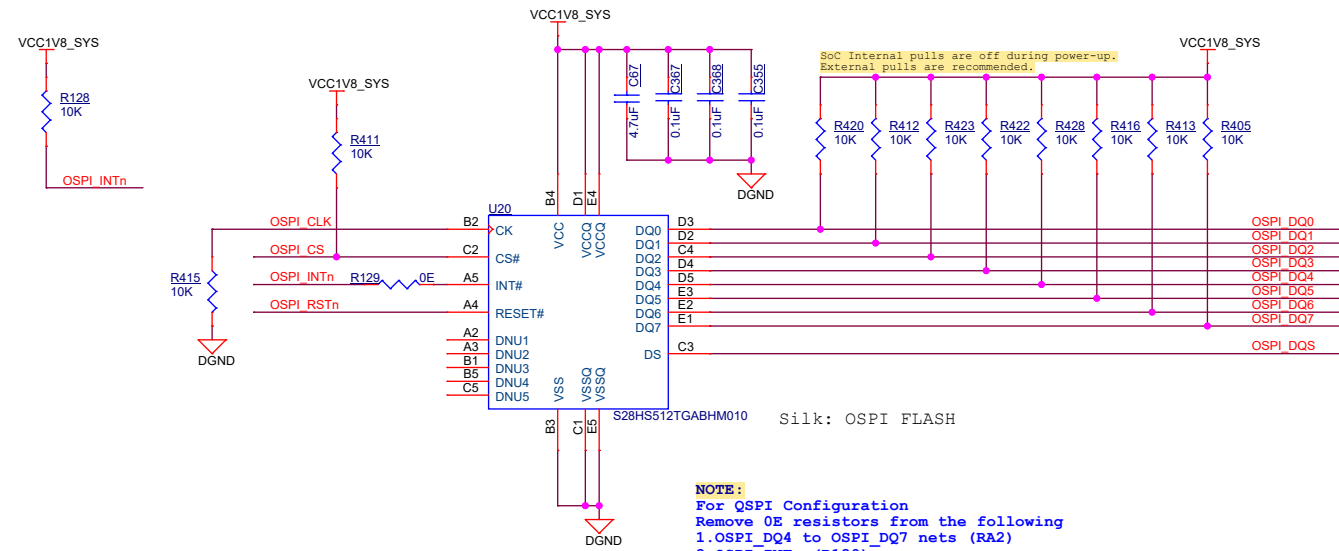 VCC1V8_SYS
VCC1V8_SYS
VCC1V8_SYS
VCC1V8_SYS
SoC Internal pulls are off during power-up.
External pulls are recommended.
R128
10K
OSPI_INTn
R411
10K
C67
4.7uF
C367
0.1uF
C368
0.1uF
C355
0.1uF
DGND
R420
10K
R412
10K
R423
10K
R422
10K
R428
10K
R416
10K
R413
10K
R405
10K
B4
D1
E4
U20
OSPI_CLK
B2
CK
OSPI_CS
C2
CS#
OSPI_INTn
R129
0E
A5
INT#
OSPI_RSTn
A4
RESET#
R415
10K
DGND
A2
DNU1
A3
DNU2
B1
DNU3
B5
DNU4
C5
DNU5
VCC
VCCQ
VCCQ
VSS
VSSQ
VSSQ
DQ0
D3
OSPI_DQ0
DQ1
D2
OSPI_DQ1
DQ2
C4
OSPI_DQ2
DQ3
D4
OSPI_DQ3
DQ4
D5
OSPI_DQ4
DQ5
E3
OSPI_DQ5
DQ6
E2
OSPI_DQ6
DQ7
E1
OSPI_DQ7
DS
C3
OSPI_DQS
B3
C1
E5
S28HS512TGABHM010
Silk: OSPI FLASH
DGND
NOTE:
For QSPI Configuration
Remove 0E resistors from the following
1.OSPI_DQ4 to OSPI_DQ7 nets (RA2)